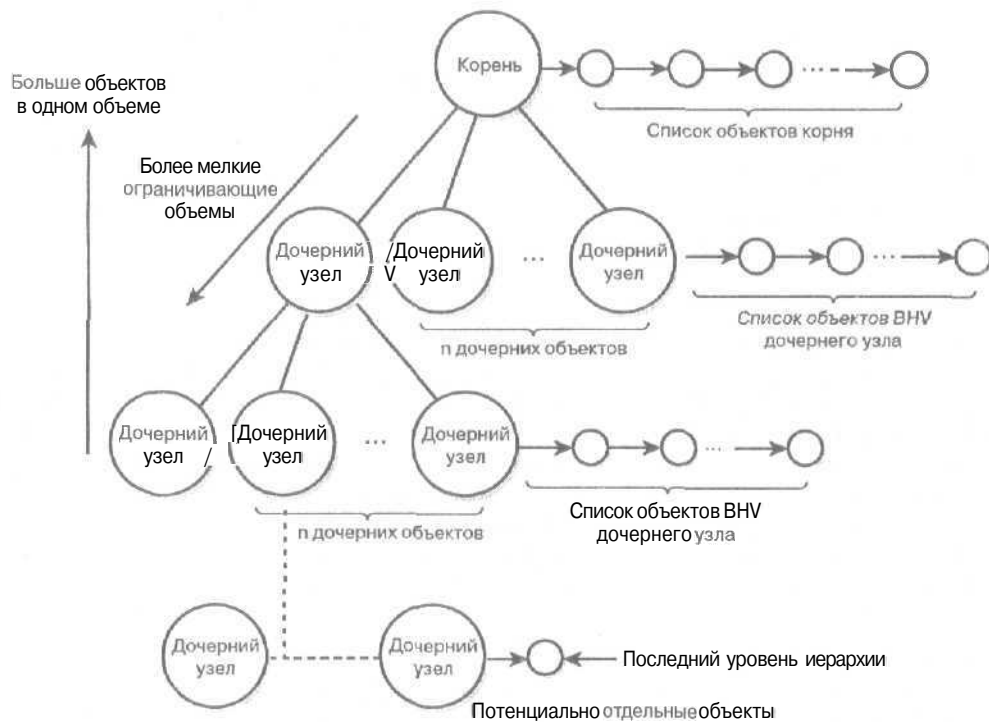 Корень
Больше объектов
в одном объеме
Список объектов корня
Более мелкие
ограничивающие
объемы
Дочерний
узел
Дочерний
узел
...
Дочерний
узел
...
n дочерних объектов
Список объектов BHV
дочернего узла
Дочерний
узел
Дочерний
узел
...
Дочерний
узел
...
n дочерних объектов
Список объектов BHV
дочернего узла
Дочерний
узел
Дочерний
узел
Последний уровень иерархии
Потенциально отдельные объекты